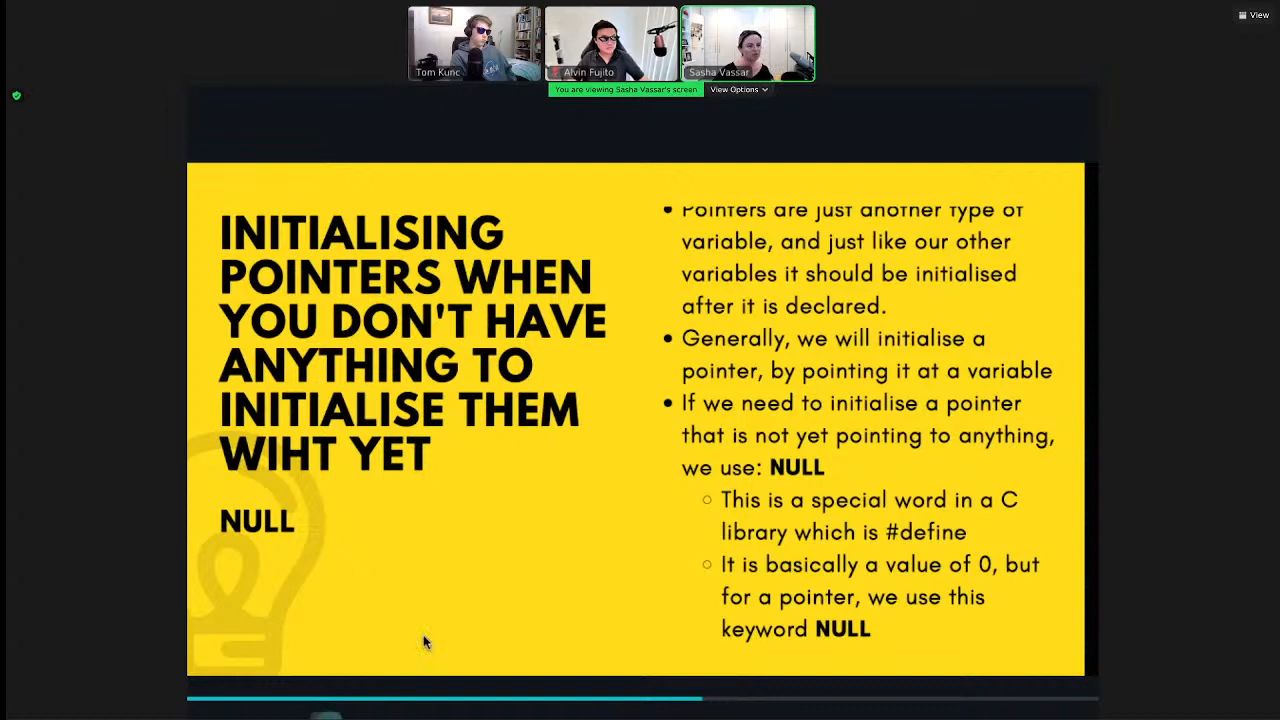 View
Tom Kunc
Alvin Fujito
Sasha Vassar
You are viewing Sasha Vassar's screen
View Options
INITIALISING
POINTERS WHEN
YOU DON'T HAVE
ANYTHING TO
INITIALISE THEM
WIHT YET
NULL
• Pointers are just another type of
variable, and just like our other
variables it should be initialised
after it is declared.
• Generally, we will initialise a
pointer, by pointing it at a variable
• If we need to initialise a pointer
that is not yet pointing to anything,
we use: NULL
○ This is a special word in a C
library which is #define
○ It is basically a value of 0, but
for a pointer, we use this
keyword NULL